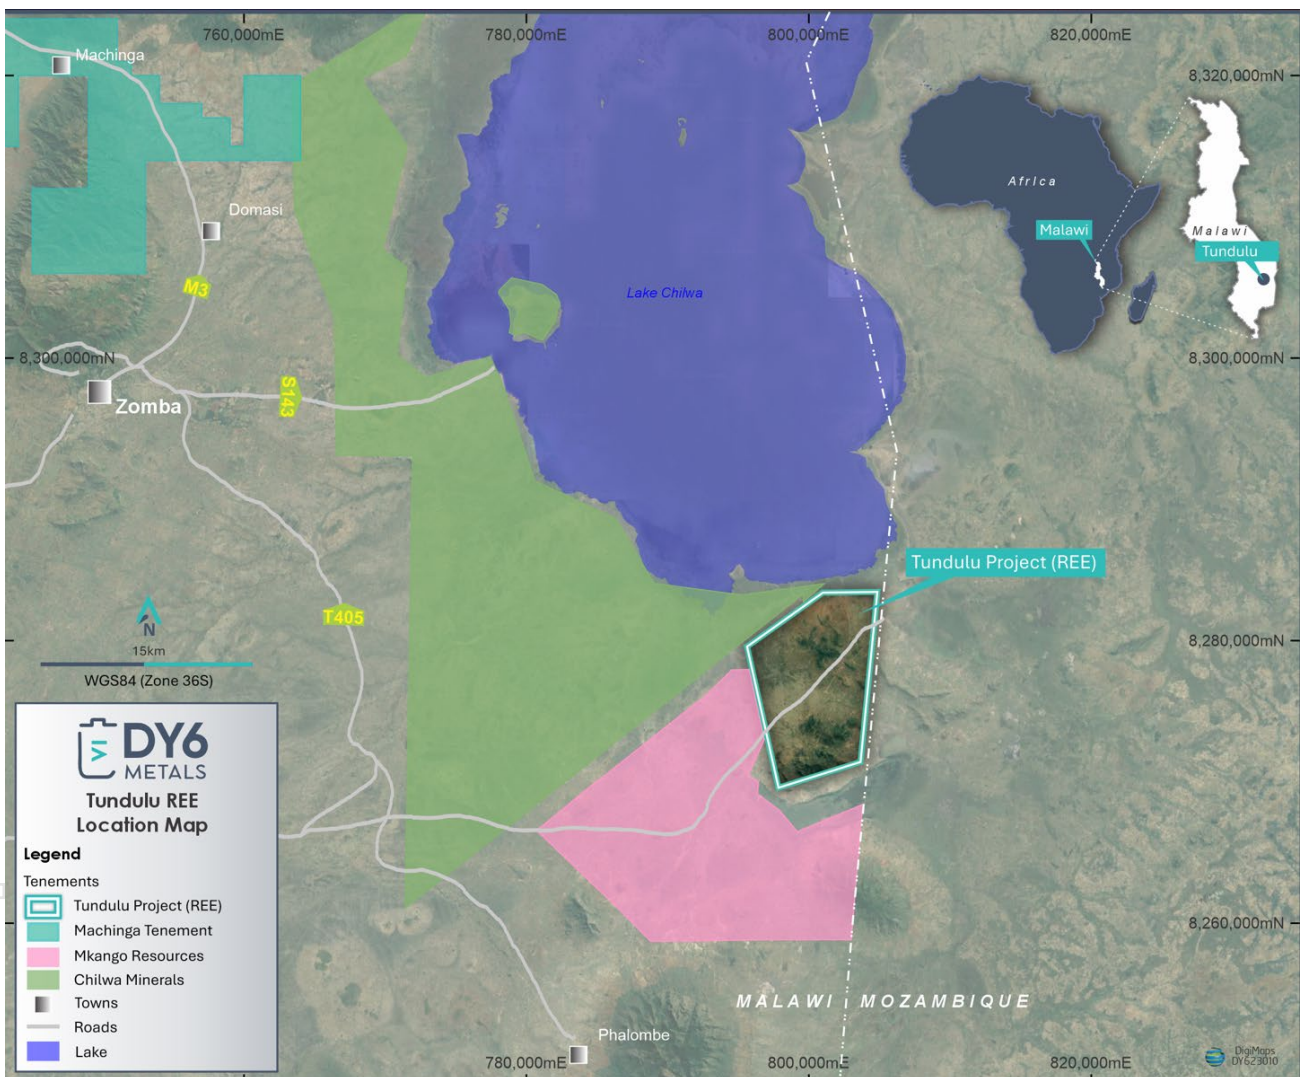 760,000mE
780,000mE
800,000mE
820,000mE
Machinga
8,320,000mN
Africa
Domasi
Malawi
Malawi
Tundulu
M3
Lake Chilwa
8,300,000mN
8,300,000mN
S143
Zomba
Tundulu Project (REE)
T405
N
15km
8,280,000mN
WGS84 (Zone 36S)
DY6
METALS
Tundulu REE
Location Map
Legend
Tenements
Tundulu Project (REE)
Machinga Tenement
Mkango Resources
Chilwa Minerals
Towns
Roads
Lake
8,260,000mN
MALAWI
MOZAMBIQUE
Phalombe
780,000mE
800,000mE
820,000mE
DigiMaps
DY623010